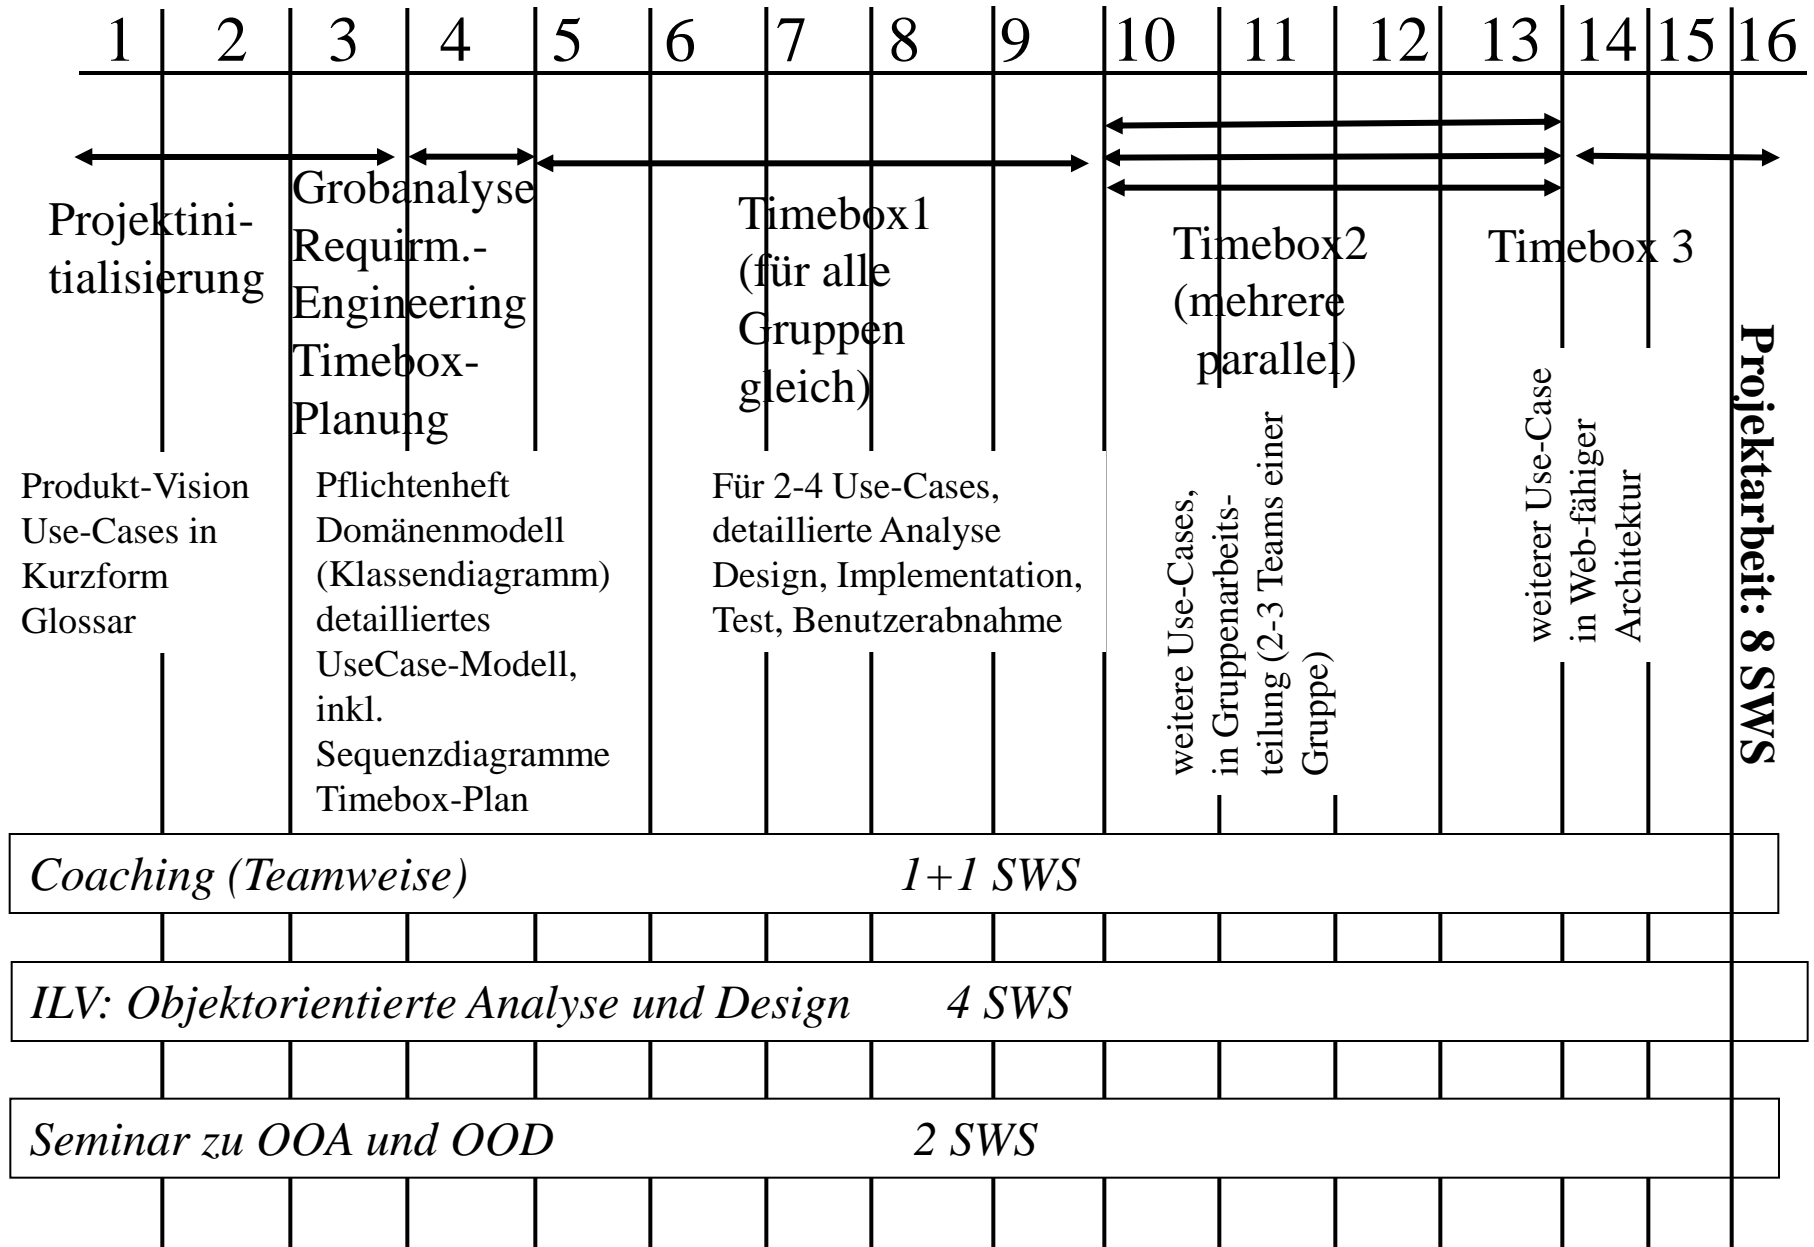 1 2 3 4 5 6 7 8 9 10 11 12 13 14 15 16
Projektini-
tialisierung
Grobanalyse
Requirm.-
Engineering
Timebox-
Planung
Timebox1
(für alle
Gruppen
gleich)
Timebox2
(mehrere
parallel)
Timebox 3
Produkt-Vision
Use-Cases in
Kurzform
Glossar
Pflichtenheft
Domänenmodell
(Klassendiagramm)
detailliertes
UseCase-Modell,
inkl.
Sequenzdiagramme
Timebox-Plan
Für 2-4 Use-Cases,
detaillierte Analyse
Design, Implementation,
Test, Benutzerabnahme
weitere Use-Cases,
in Gruppenarbeits-
teilung (2-3 Teams einer
Gruppe)
weiterer Use-Case
in Web-fähiger
Architektur
Projektarbeit: 8 SWS
Coaching (Teamweise) 1+1 SWS
ILV: Objektorientierte Analyse und Design 4 SWS
Seminar zu OOA und OOD 2 SWS